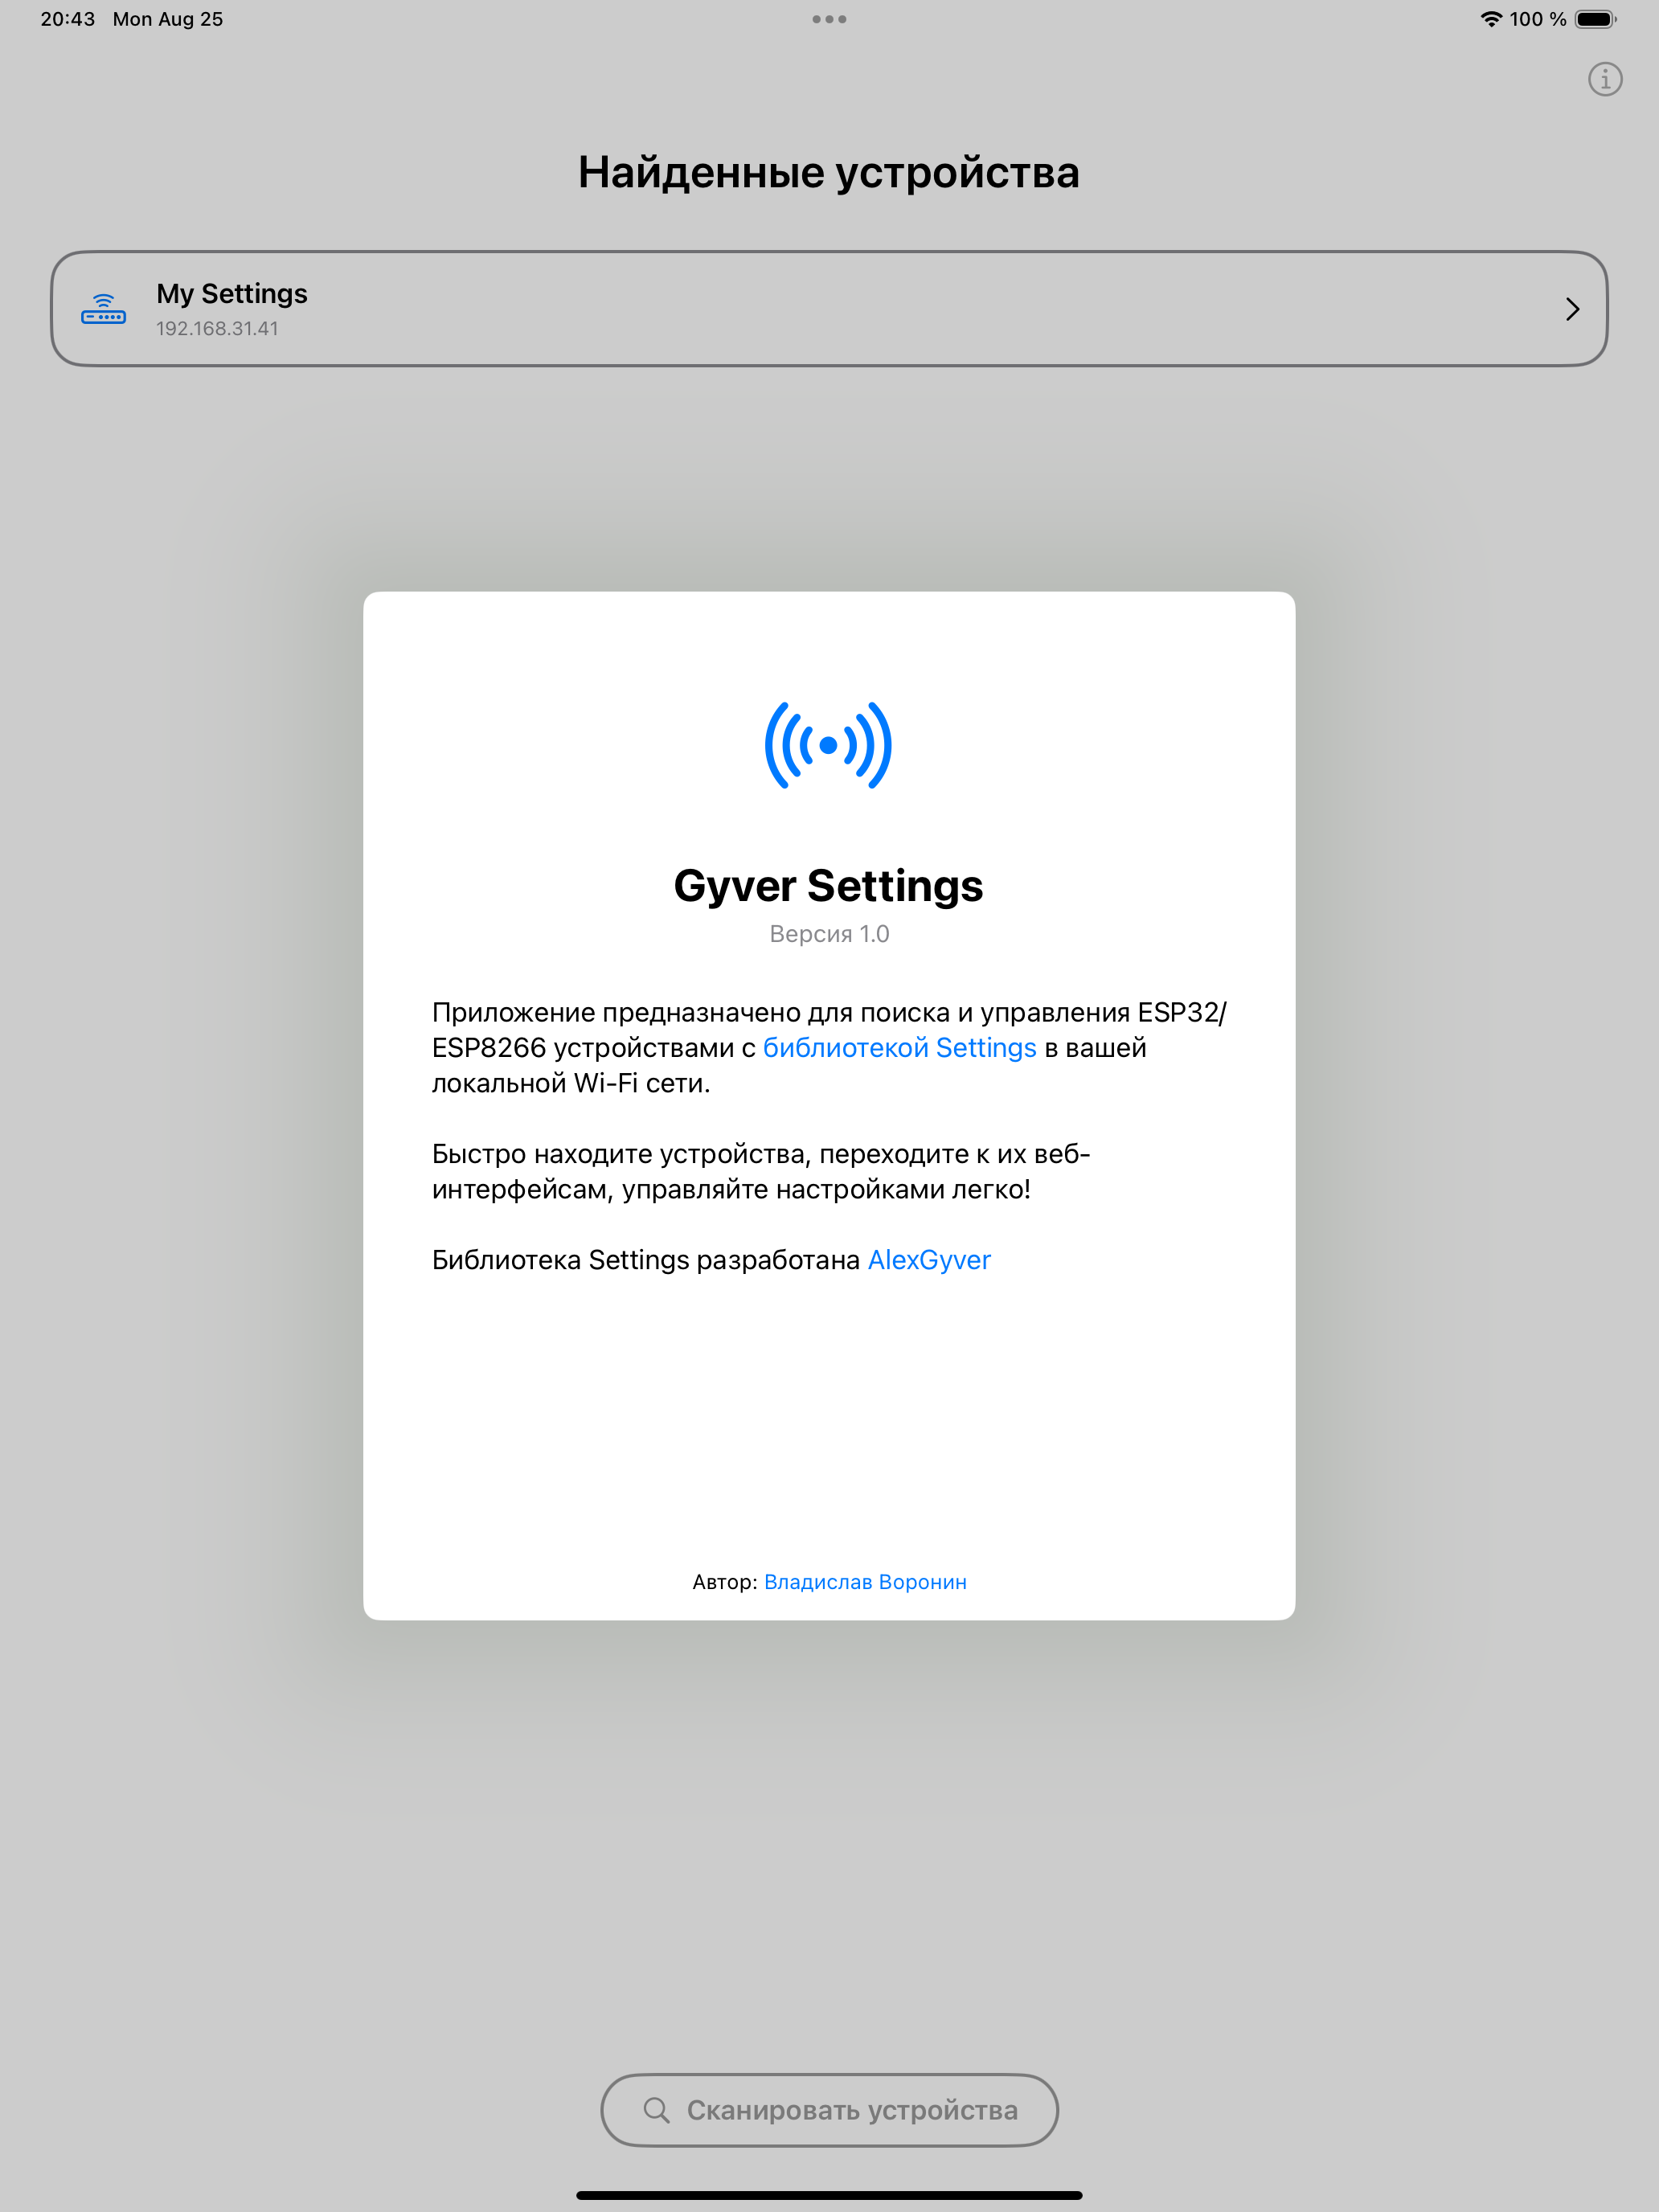 20:43 Mon Aug 25
100 %
Найденные устройства
My Settings
192.168.31.41
Gyver Settings
Версия 1.0
Приложение предназначено для поиска и управления ESP32/
ESP8266 устройствами с библиотекой Settings в вашей
локальной Wi-Fi сети.
Быстро находите устройства, переходите к их веб-
интерфейсам, управляйте настройками легко!
Библиотека Settings разработана AlexGyver
Автор: Владислав Воронин
Сканировать устройства